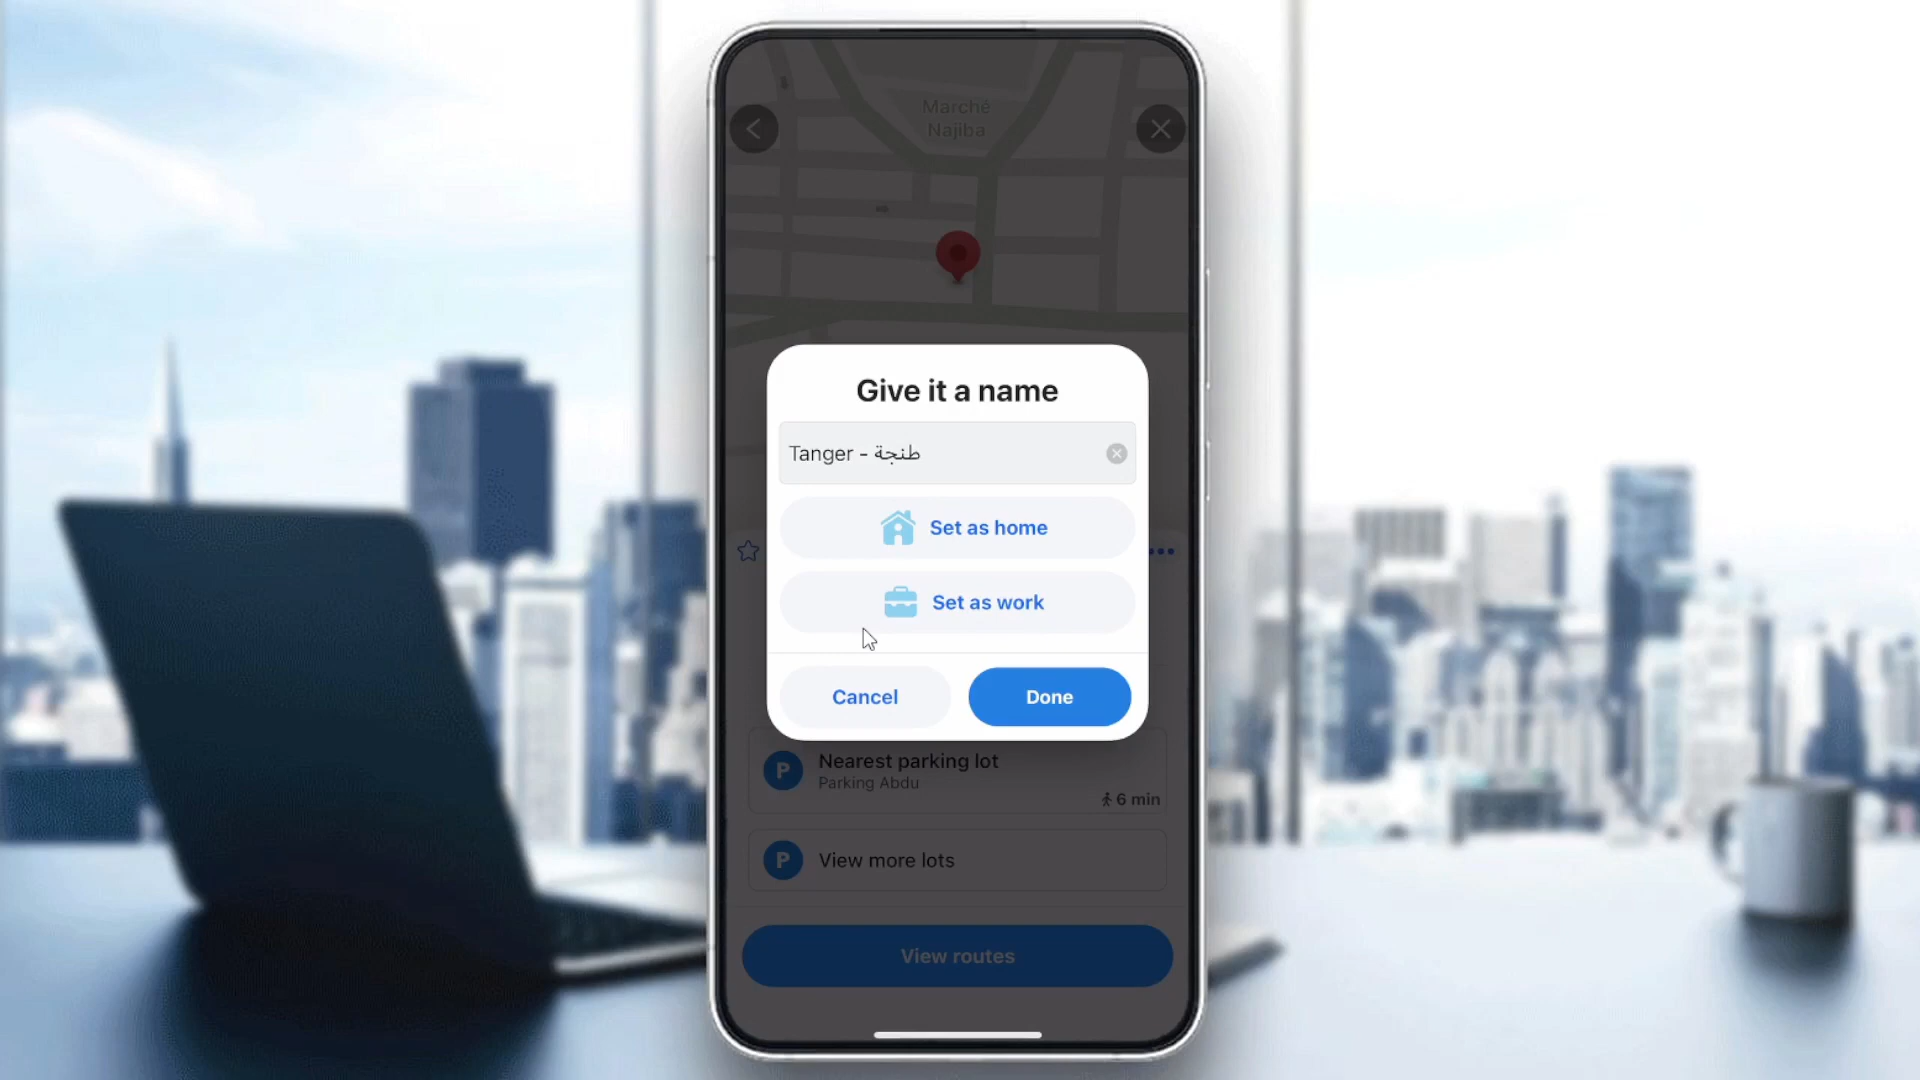 Marché
Najiba
Give it a name
Tanger - طنجة
Set as home
Set as work
Cancel
Done
P
Nearest parking lot
Parking Abdu
6 min
P
View more lots
View routes